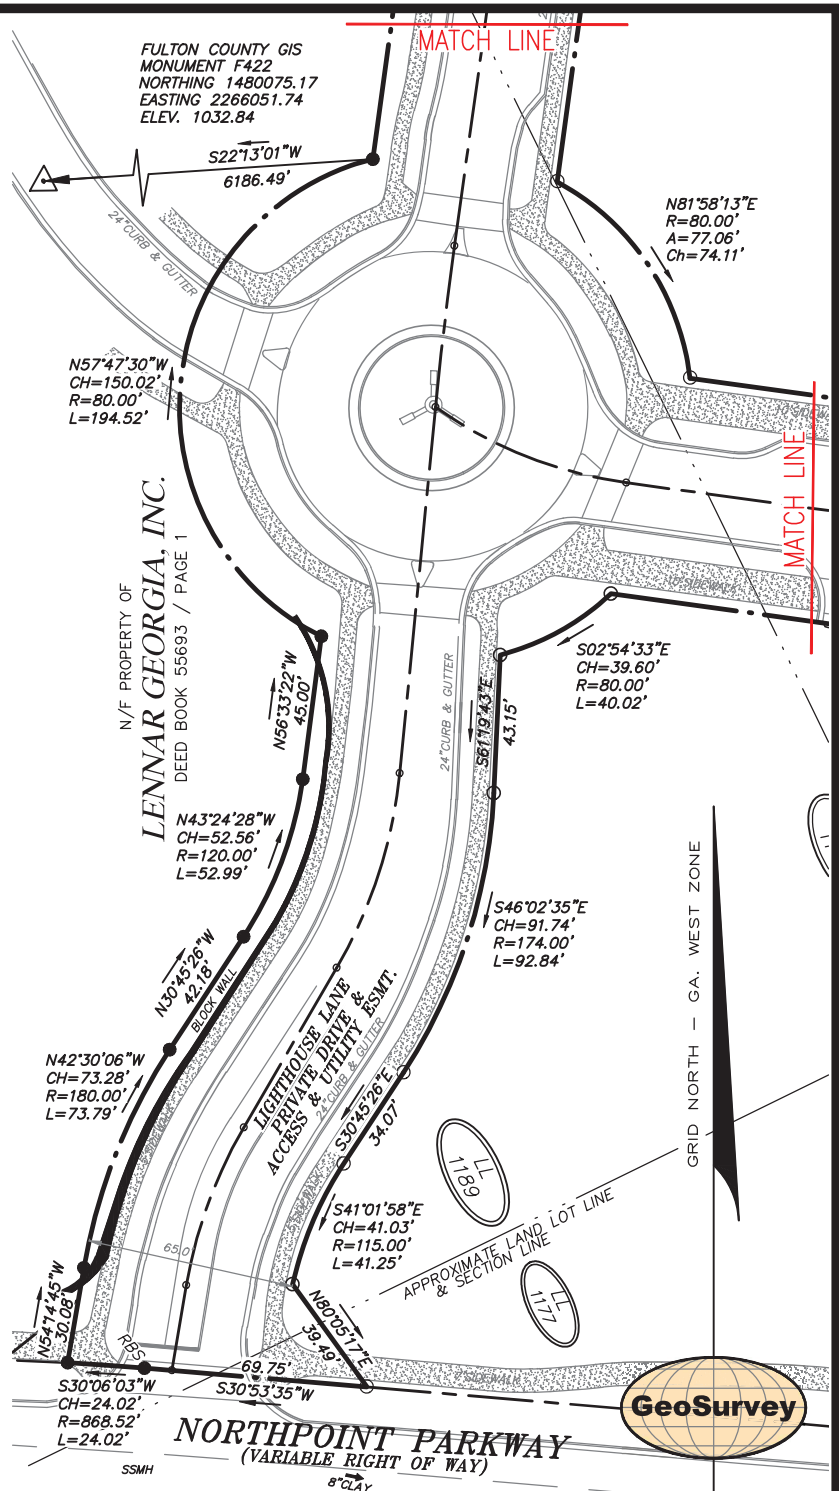 MATCH LINE
FULTON COUNTY GIS
MONUMENT F422
NORTHING 1480075.17
EASTING 2266051.74
ELEV. 1032.84
S22°13'01"W
6186.49'
N81°58'13"E
R=80.00'
A=77.06'
Ch=74.11'
24"CURB & GUTTER
N57°47'30"W
CH=150.02'
R=80.00'
L=194.52'
10'SIDEW
MATCH LINE
N/F PROPERTY OF
LENNAR GEORGIA, INC.
DEED BOOK 55693 / PAGE 1
10'SIDEWALK
S02°54'33"E
CH=39.60'
R=80.00'
L=40.02'
N56°33'22"W
45.00'
24"CURB & GUTTER
S61°19'43"E
43.15'
N43°24'28"W
CH=52.56'
R=120.00'
L=52.99'
S46°02'35"E
CH=91.74'
R=174.00'
L=92.84'
GRID NORTH – GA. WEST ZONE
N30°45'26"W
42.18'
BLOCK WALL
LIGHTHOUSE LANE
PRIVATE DRIVE &
ACCESS & UTILITY ESMT.
24"CURB & GUTTER
N42°30'06"W
CH=73.28'
R=180.00'
L=73.79'
S30°45'26"E
34.07'
LL
1189
S41°01'58"E
CH=41.03'
R=115.00'
L=41.25'
APPROXIMATE LAND LOT LINE
& SECTION LINE
LL
1177
65.0'
N54°14'45"W
30.08'
N80°05'17"E
39.49'
RBS
69.75'
S30°53'35"W
SIDEWALK
S30°06'03"W
CH=24.02'
R=868.52'
L=24.02'
GeoSurvey
NORTHPOINT PARKWAY
(VARIABLE RIGHT OF WAY)
SSMH
8"CLAY